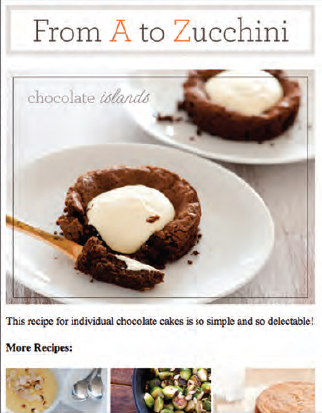 From A to Zucchini
chocolate islands
This recipe for individual chocolate cakes is so simple and so delectable!
More Recipes: